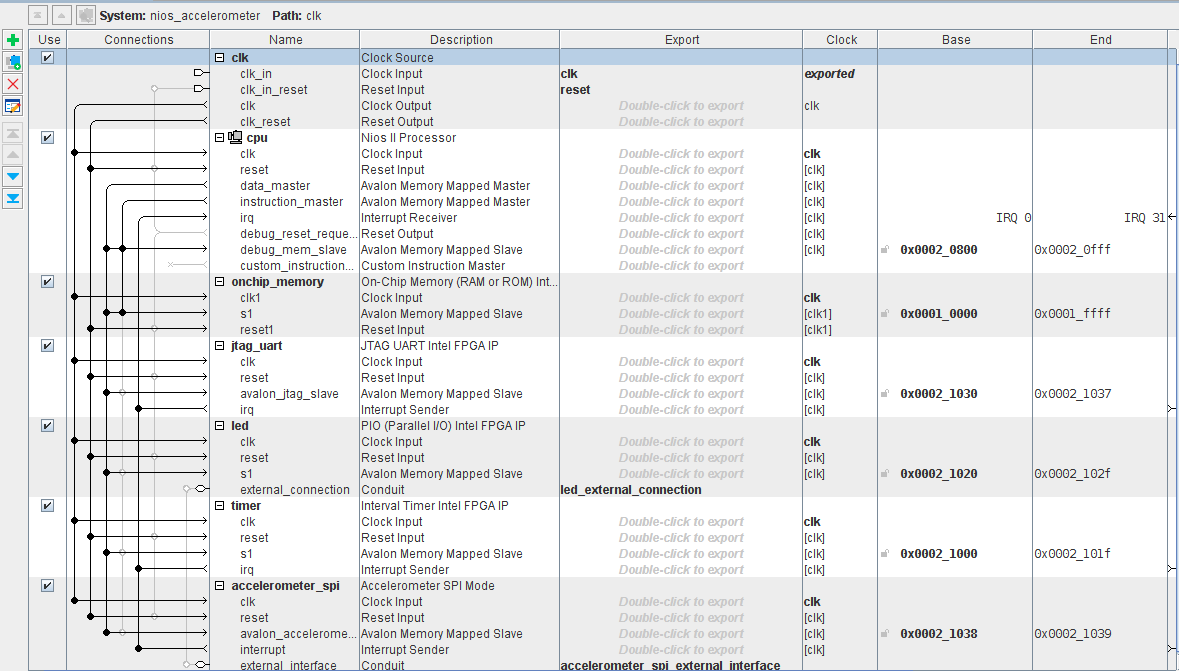 System: nios_accelerometer Path: clk
Use Connections Name Description Export Clock Base End
clk Clock Source
clk_in Clock Input clk exported
clk_in_reset Reset Input reset
clk Clock Output Double-click to export clk
clk_reset Reset Output Double-click to export
cpu Nios II Processor
clk Clock Input Double-click to export clk
reset Reset Input Double-click to export [clk]
data_master Avalon Memory Mapped Master Double-click to export [clk]
instruction_master Avalon Memory Mapped Master Double-click to export [clk]
irq Interrupt Receiver Double-click to export [clk] IRQ 0 IRQ 31
debug_reset_reque... Reset Output Double-click to export [clk]
debug_mem_slave Avalon Memory Mapped Slave Double-click to export [clk] 0x0002_0800 0x0002_0fff
custom_instruction... Custom Instruction Master Double-click to export
onchip_memory On-Chip Memory (RAM or ROM) Int...
clk1 Clock Input Double-click to export clk
s1 Avalon Memory Mapped Slave Double-click to export [clk1] 0x0001_0000 0x0001_ffff
reset1 Reset Input Double-click to export [clk1]
jtag_uart JTAG UART Intel FPGA IP
clk Clock Input Double-click to export clk
reset Reset Input Double-click to export [clk]
avalon_jtag_slave Avalon Memory Mapped Slave Double-click to export [clk] 0x0002_1030 0x0002_1037
irq Interrupt Sender Double-click to export [clk]
led PIO (Parallel I/O) Intel FPGA IP
clk Clock Input Double-click to export clk
reset Reset Input Double-click to export [clk]
s1 Avalon Memory Mapped Slave Double-click to export [clk] 0x0002_1020 0x0002_102f
external_connection Conduit led_external_connection
timer Interval Timer Intel FPGA IP
clk Clock Input Double-click to export clk
reset Reset Input Double-click to export [clk]
s1 Avalon Memory Mapped Slave Double-click to export [clk] 0x0002_1000 0x0002_101f
irq Interrupt Sender Double-click to export [clk]
accelerometer_spi Accelerometer SPI Mode
clk Clock Input Double-click to export clk
reset Reset Input Double-click to export [clk]
avalon_accelerome... Avalon Memory Mapped Slave Double-click to export [clk] 0x0002_1038 0x0002_1039
interrupt Interrupt Sender Double-click to export [clk]
external_interface Conduit accelerometer_spi_external_interface